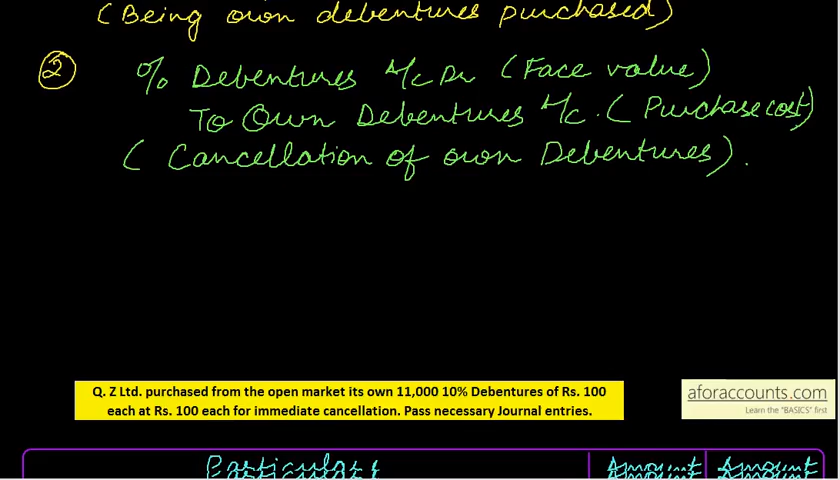 (Being own debentures purchased)
② % Debentures A/c Dr (Face value)
To Own Debentures A/c. (Purchase cost)
(Cancellation of own Debentures).
Q. Z Ltd. purchased from the open market its own 11,000 10% Debentures of Rs. 100
each at Rs. 100 each for immediate cancellation. Pass necessary Journal entries.
aforaccounts.com
Learn the "BASICS" first
Particulars Amount Amount